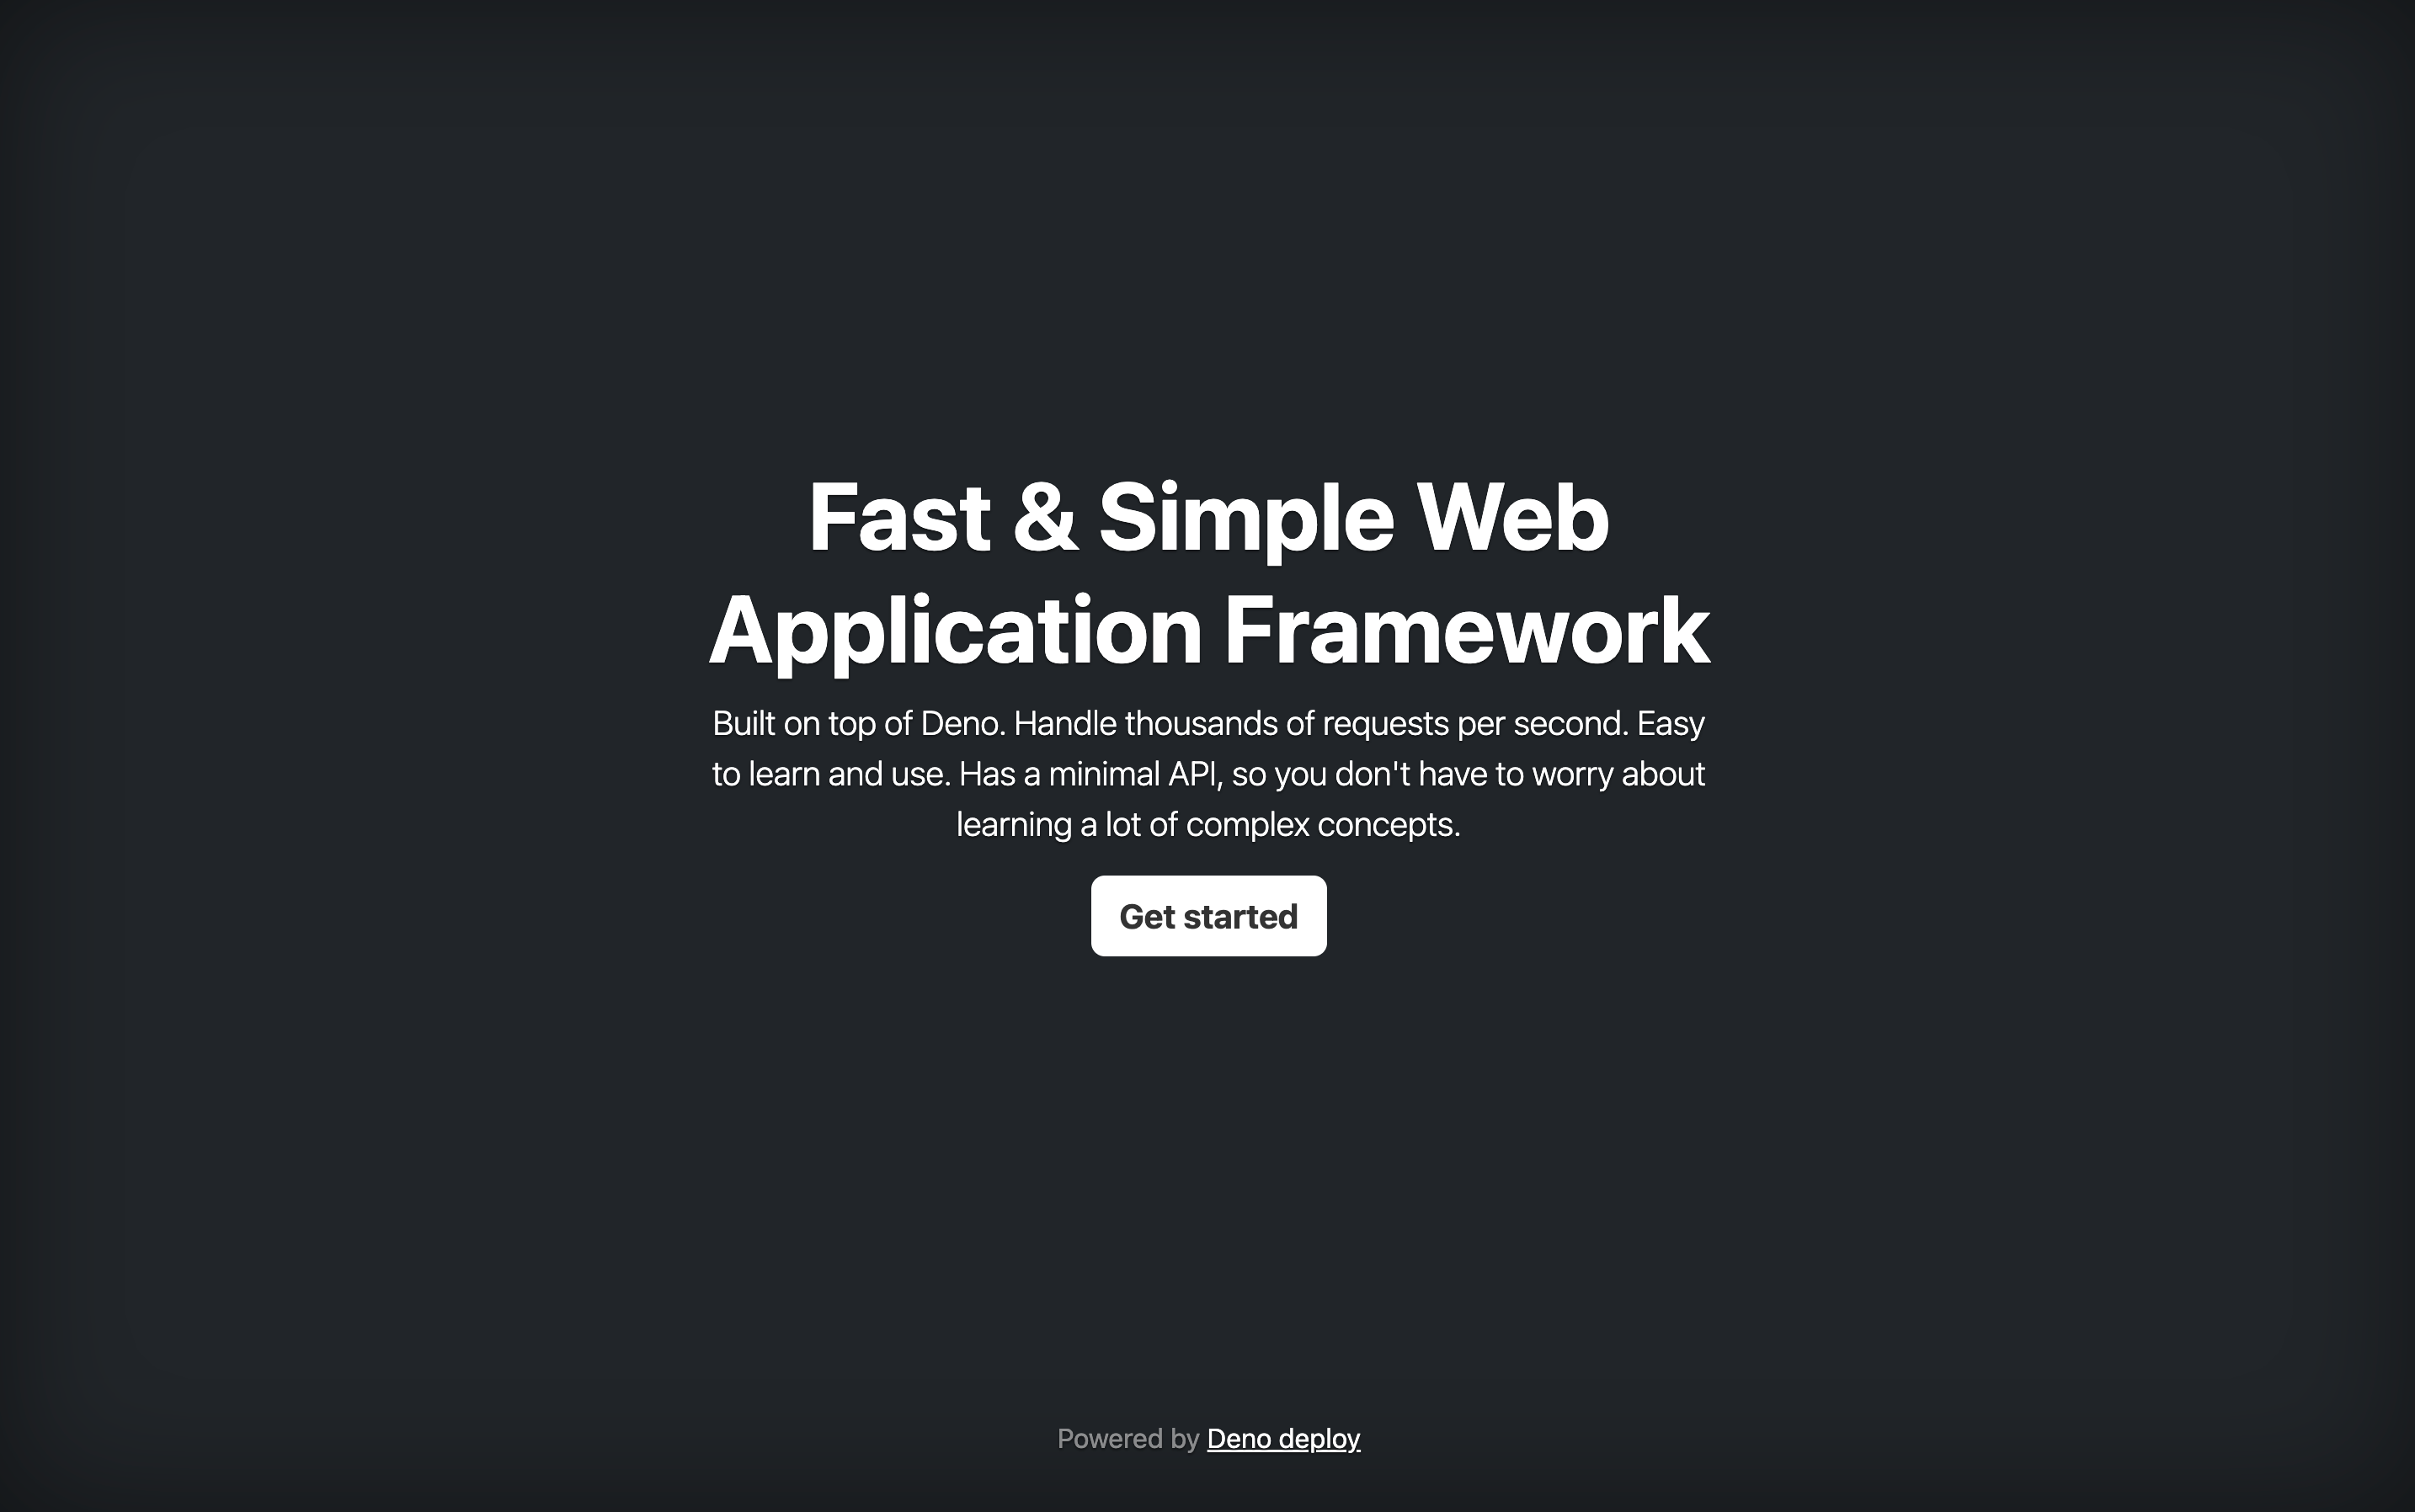 Fast & Simple Web
Application Framework
Built on top of Deno. Handle thousands of requests per second. Easy
to learn and use. Has a minimal API, so you don't have to worry about
learning a lot of complex concepts.
Get started
Powered by Deno deploy